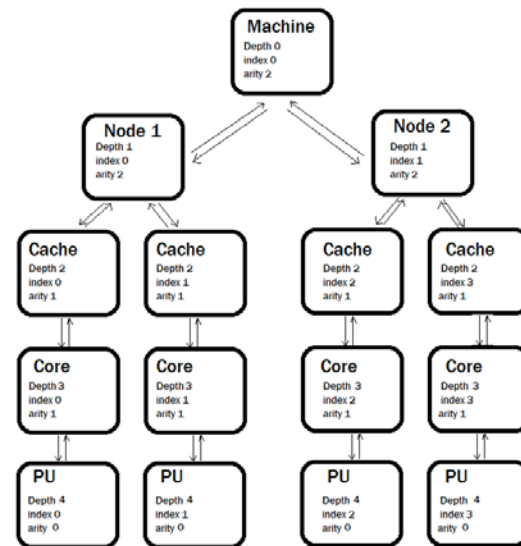 Machine
Depth 0
index 0
arity 2
Node 1
Depth 1
index 0
arity 2
Node 2
Depth 1
index 1
arity 2
Cache
Depth 2
index 0
arity 1
Cache
Depth 2
index 1
arity 1
Cache
Depth 2
index 2
arity 1
Cache
Depth 2
index 3
arity 1
Core
Depth 3
index 0
arity 1
Core
Depth 3
index 1
arity 1
Core
Depth 3
index 2
arity 1
Core
Depth 3
index 3
arity 1
PU
Depth 4
index 0
arity 0
PU
Depth 4
index 1
arity 0
PU
Depth 4
index 2
arity 0
PU
Depth 4
index 3
arity 0